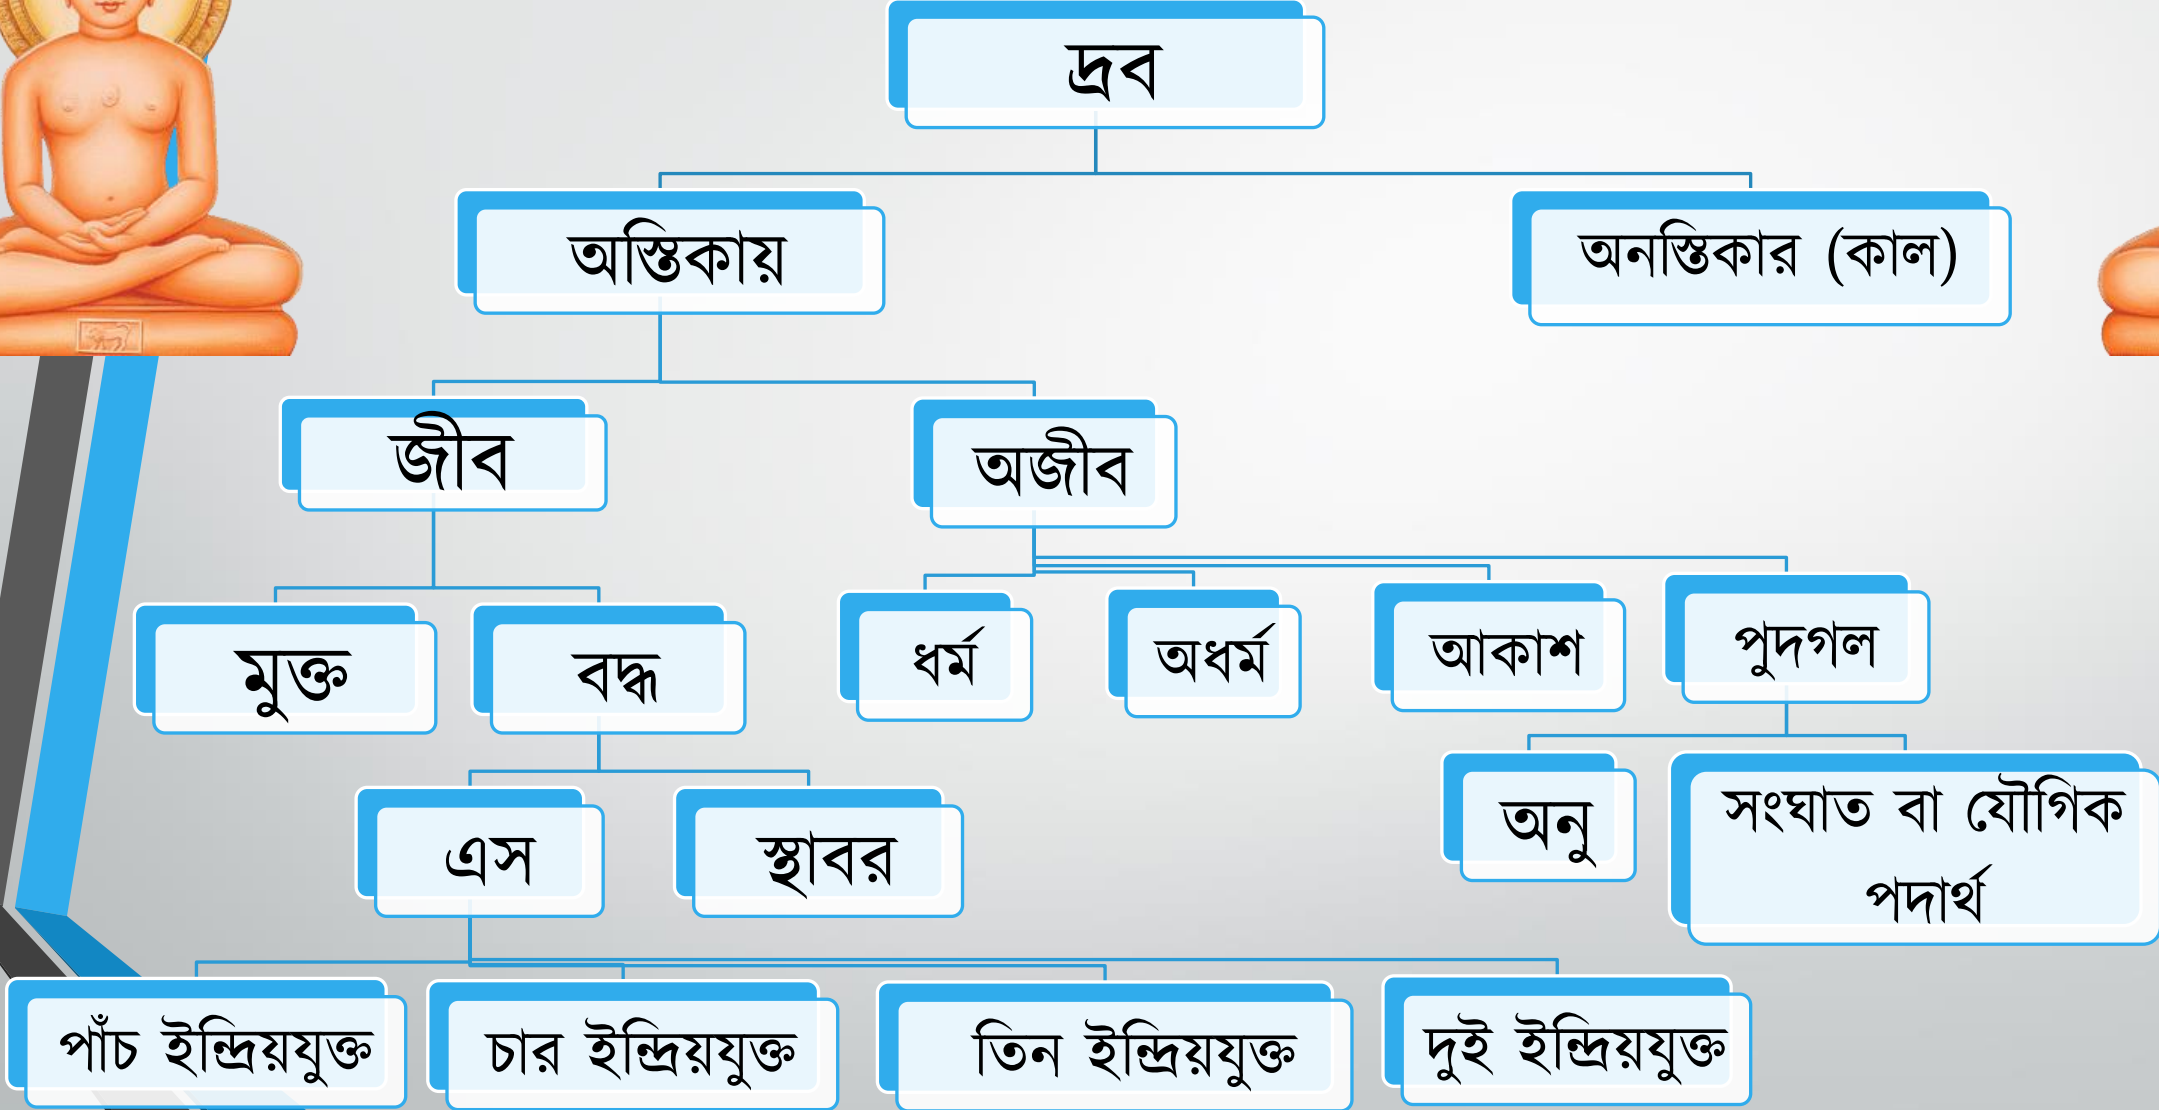 দ্রব
অস্তিকায়
অনস্তিকার (কাল)
জীব
অজীব
মুক্ত
বদ্ধ
ধর্ম
অধর্ম
আকাশ
পুদগল
এস
স্থাবর
অনু
সংঘাত বা যৌগিক
পদার্থ
পাঁচ ইন্দ্রিয়যুক্ত
চার ইন্দ্রিয়যুক্ত
তিন ইন্দ্রিয়যুক্ত
দুই ইন্দ্রিয়যুক্ত